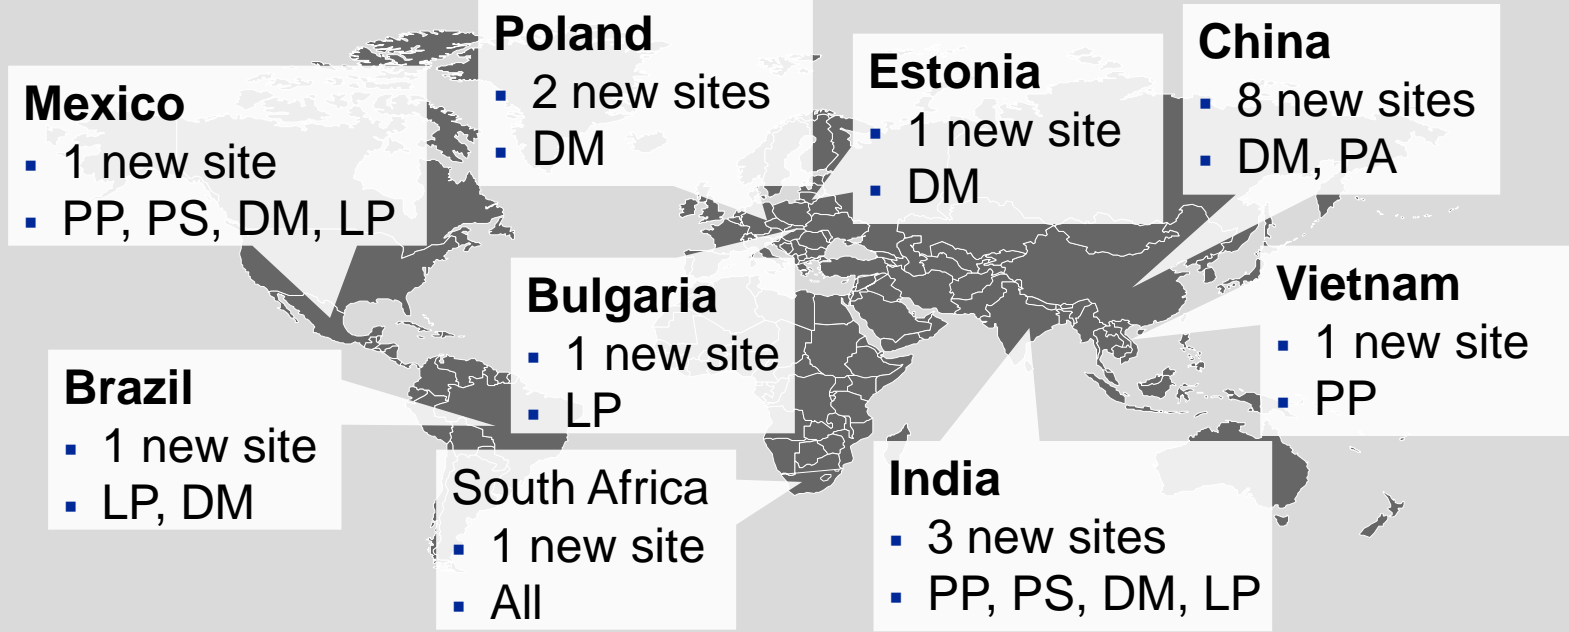 Mexico
▪ 1 new site
▪ PP, PS, DM, LP
Poland
▪ 2 new sites
▪ DM
Estonia
▪ 1 new site
▪ DM
China
▪ 8 new sites
▪ DM, PA
Brazil
▪ 1 new site
▪ LP, DM
Bulgaria
▪ 1 new site
▪ LP
South Africa
▪ 1 new site
▪ All
India
▪ 3 new sites
▪ PP, PS, DM, LP
Vietnam
▪ 1 new site
▪ PP